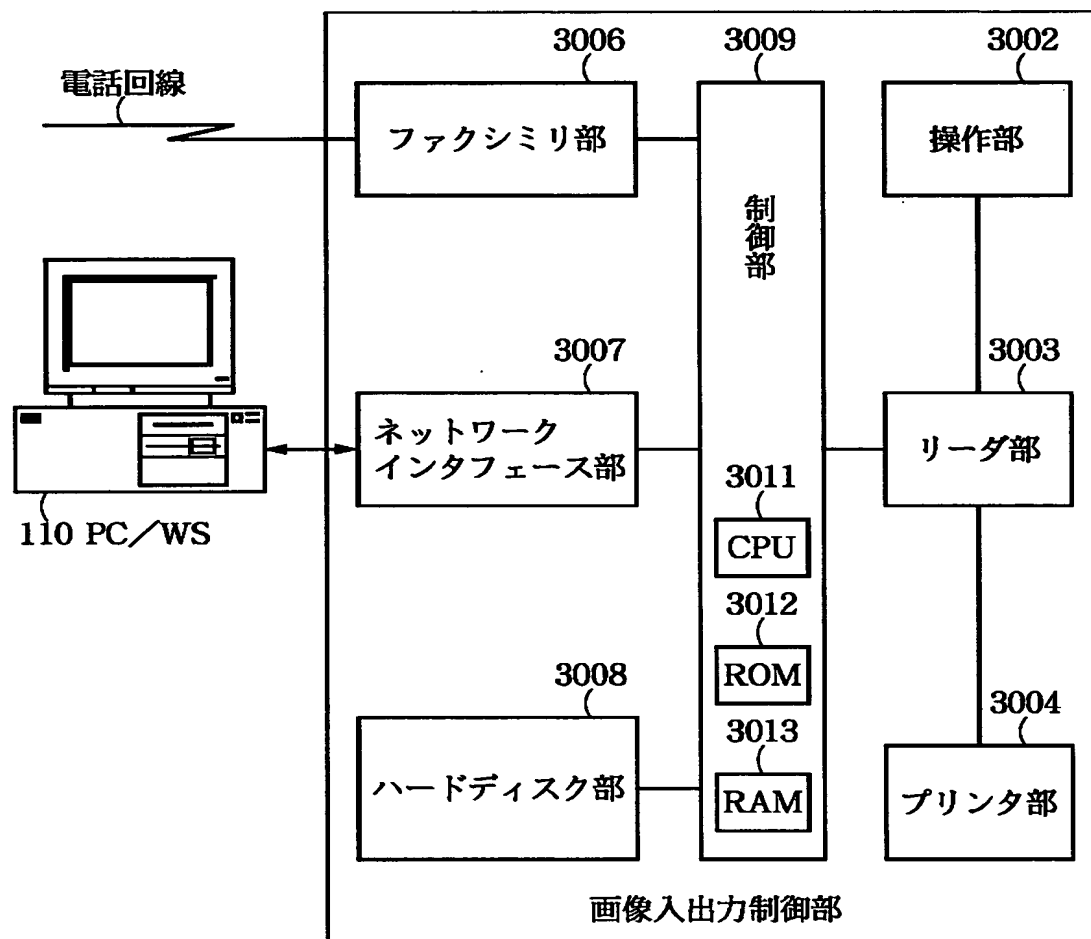 3006
3009
3002
電話回線
ファクシミリ部
操作部
制御部
3007
3003
ネットワーク
インタフェース部
リーダ部
3011
CPU
110 PC／WS
3012
ROM
3008
3004
3013
ハードディスク部
RAM
プリンタ部
画像入出力制御部